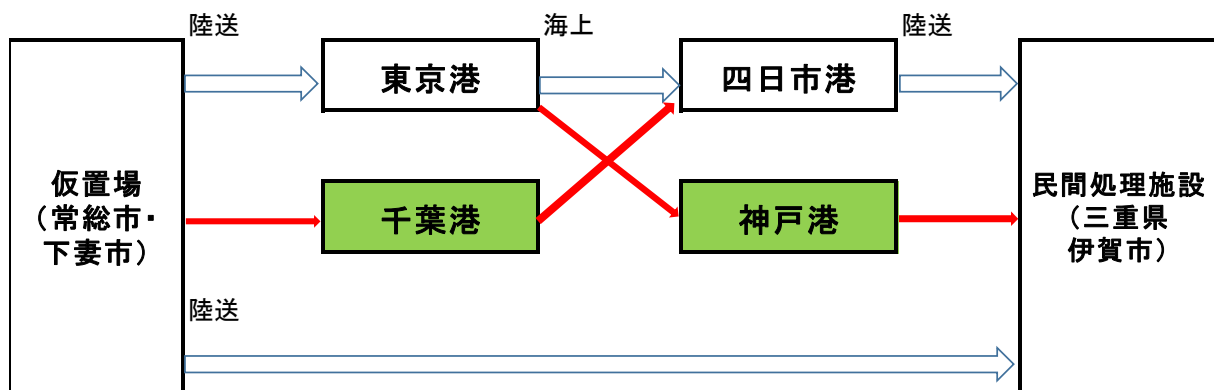 陸送
海上
陸送
東京港
四日市港
仮置場
（常総市・
下妻市）
千葉港
神戸港
民間処理施設
（三重県
伊賀市）
陸送